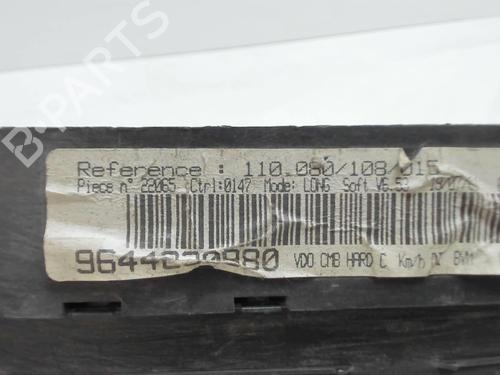 Reference : 110.080/108/015
Piece n° 22065 Ctrl:0147 Mode: LONG Soft V6.53
VDO CMB HARD C Km/h BVM
B-PARTS